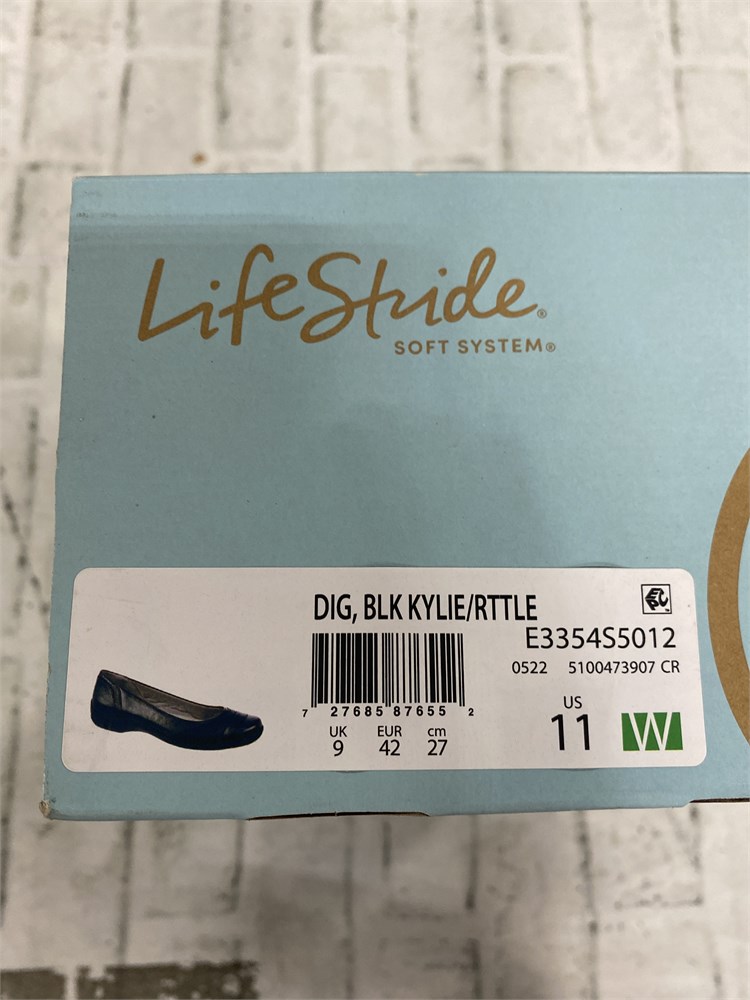 LifeStride®
SOFT SYSTEM®
DIG, BLK KYLIE/RTTLE
EPC
E3354S5012
0522 5100473907 CR
7 27685 87655 2
UK EUR cm
9 42 27
US
11 W